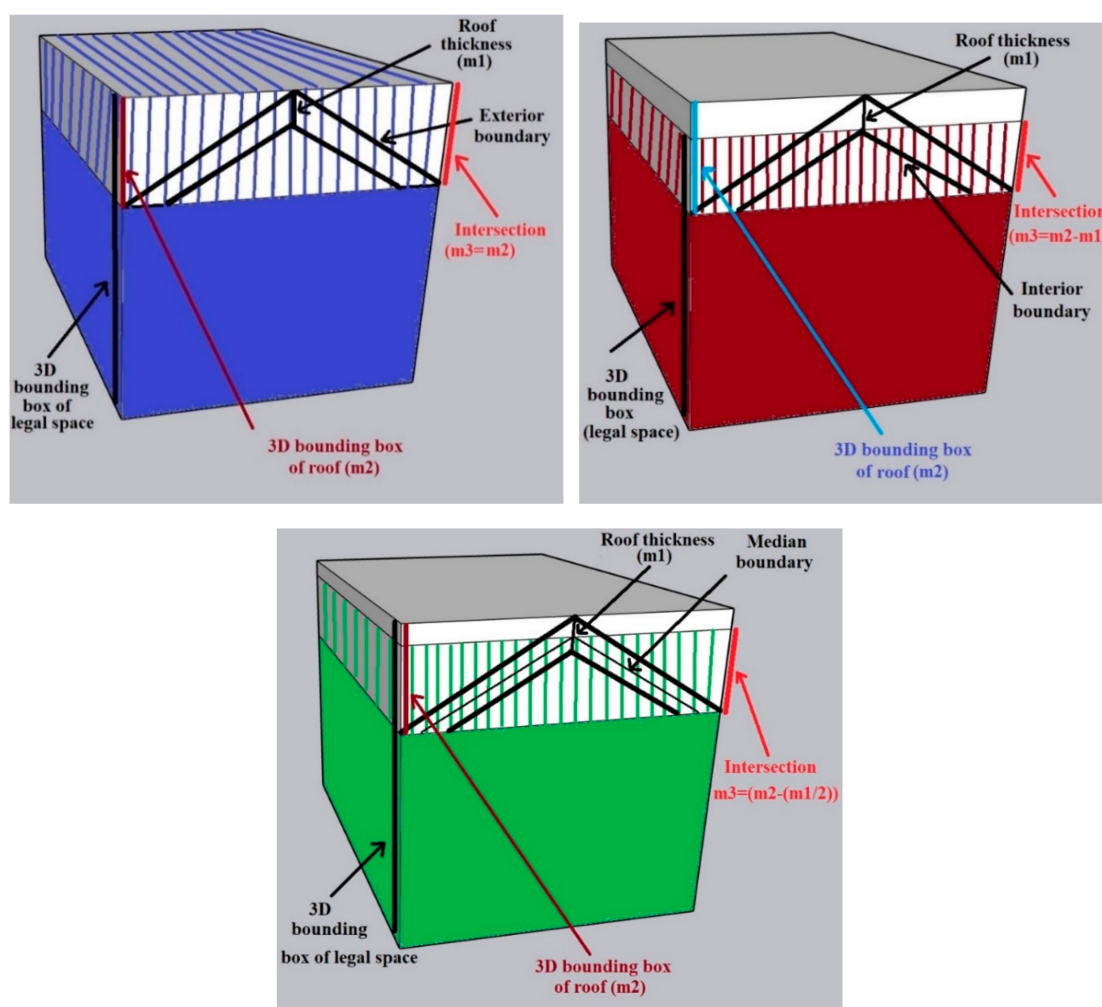 Roof
thickness
(m1)
Exterior
boundary
Intersection
(m3=m2)
3D
bounding
box of
legal space
3D bounding box
of roof (m2)
Roof thickness
(m1)
Intersection
(m3=m2-m1
Interior
boundary
3D
bounding
box
(legal space)
3D bounding box
of roof (m2)
Roof thickness
(m1)
Median
boundary
Intersection
m3=(m2-(m1/2))
3D
bounding
box of legal space
3D bounding box
of roof (m2)